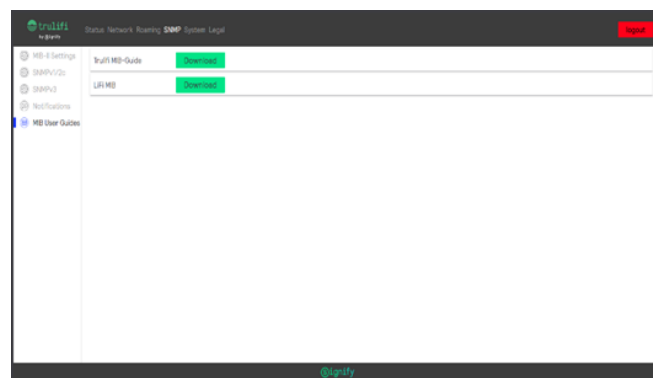 trulifi
by Signify
Status Network Roaming SNMP System Legal
logout
MIB-II Settings
SNMPv1/2c
SNMPv3
Notifications
MIB User Guides
Trulifi MIB-Guide
Download
LiFi MIB
Download
Signify